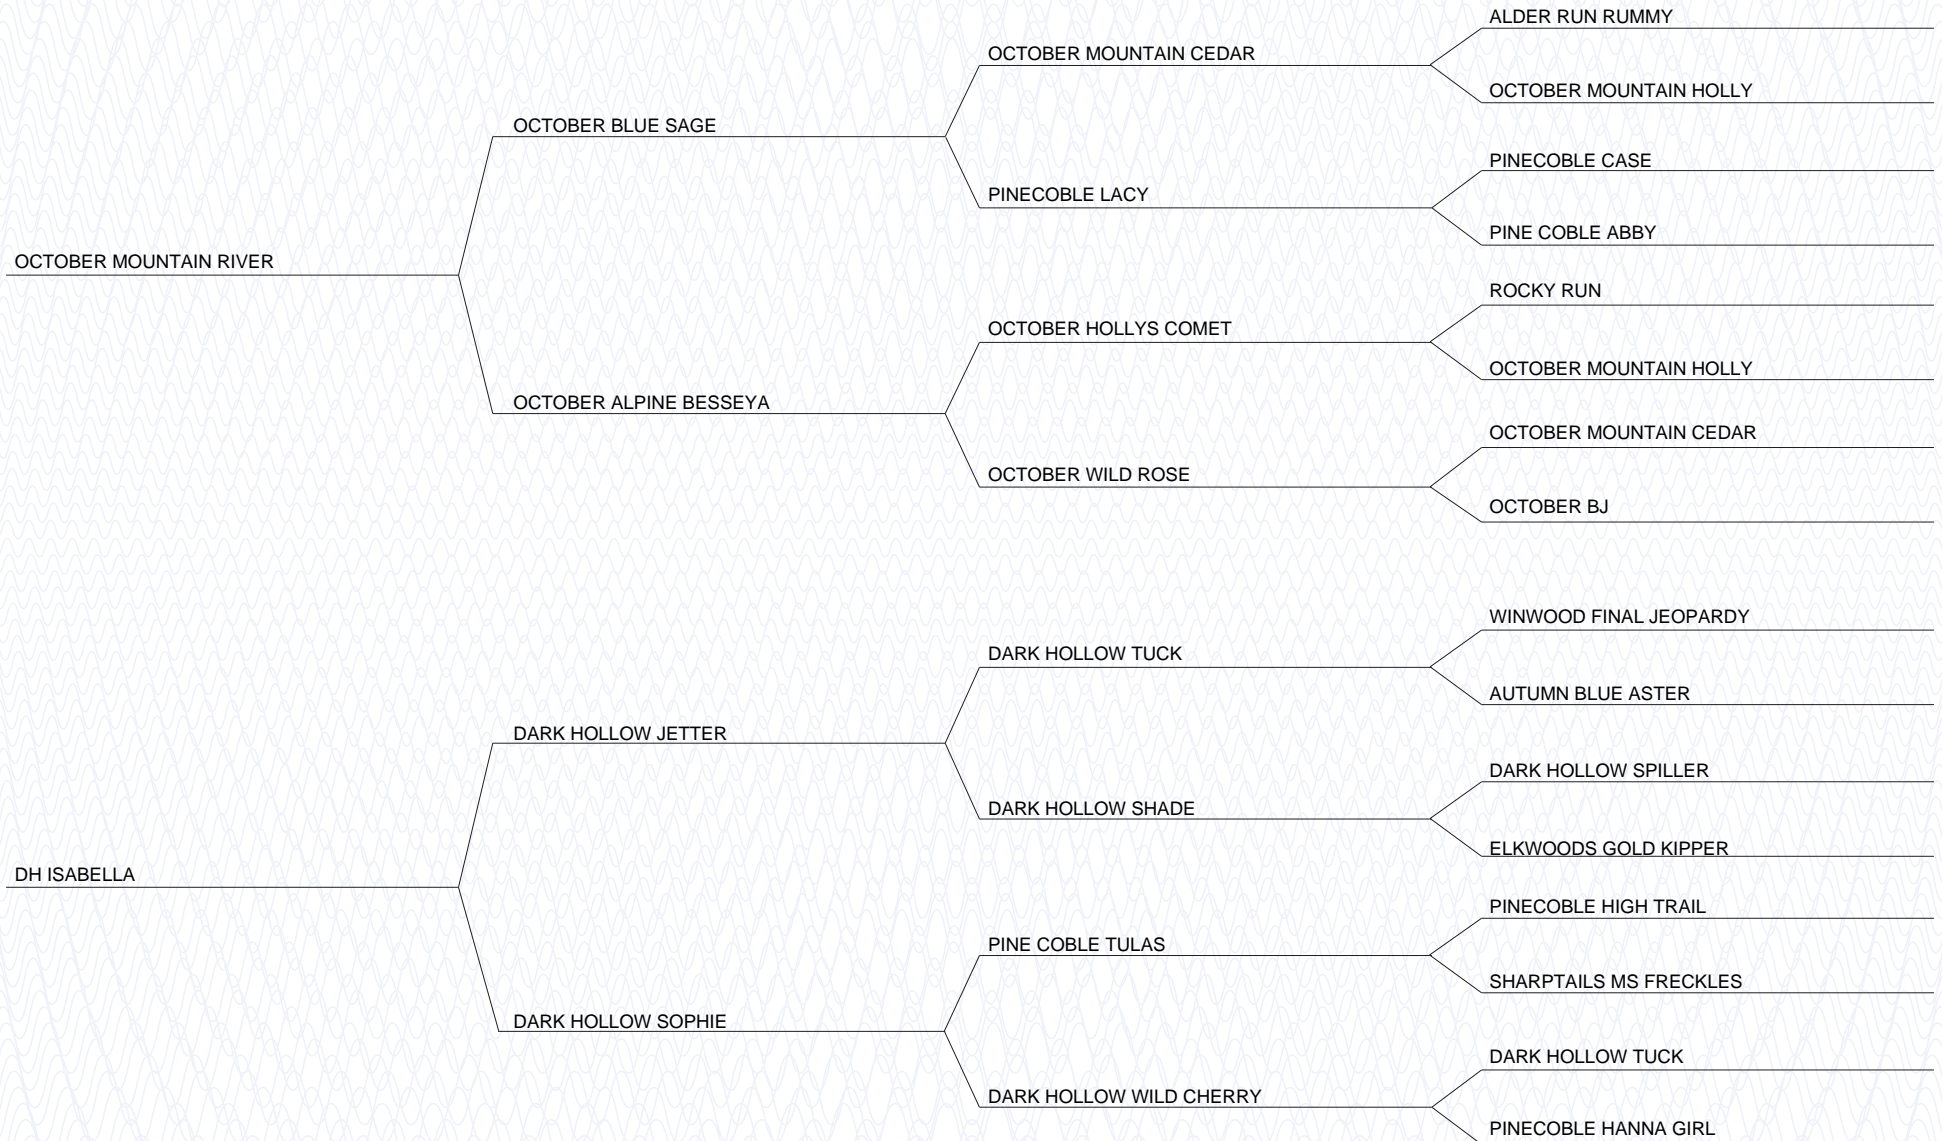 ALDER RUN RUMMY
OCTOBER MOUNTAIN CEDAR
OCTOBER MOUNTAIN HOLLY
OCTOBER BLUE SAGE
PINECOBLE CASE
PINECOBLE LACY
PINE COBLE ABBY
OCTOBER MOUNTAIN RIVER
ROCKY RUN
OCTOBER HOLLYS COMET
OCTOBER MOUNTAIN HOLLY
OCTOBER ALPINE BESSEYA
OCTOBER MOUNTAIN CEDAR
OCTOBER WILD ROSE
OCTOBER BJ
WINWOOD FINAL JEOPARDY
DARK HOLLOW TUCK
AUTUMN BLUE ASTER
DARK HOLLOW JETTER
DARK HOLLOW SPILLER
DARK HOLLOW SHADE
ELKWOODS GOLD KIPPER
DH ISABELLA
PINECOBLE HIGH TRAIL
PINE COBLE TULAS
SHARPTAILS MS FRECKLES
DARK HOLLOW SOPHIE
DARK HOLLOW TUCK
DARK HOLLOW WILD CHERRY
PINECOBLE HANNA GIRL